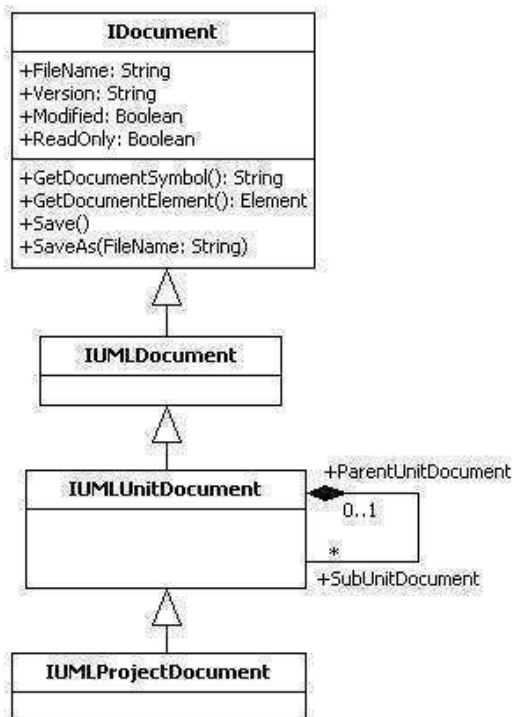 IDocument
+FileName: String
+Version: String
+Modified: Boolean
+ReadOnly: Boolean
+GetDocumentSymbol(): String
+GetDocumentElement(): Element
+Save()
+SaveAs(FileName: String)
IUMLDocument
IUMLUnitDocument
+ParentUnitDocument
0..1
*
+SubUnitDocument
IUMLProjectDocument